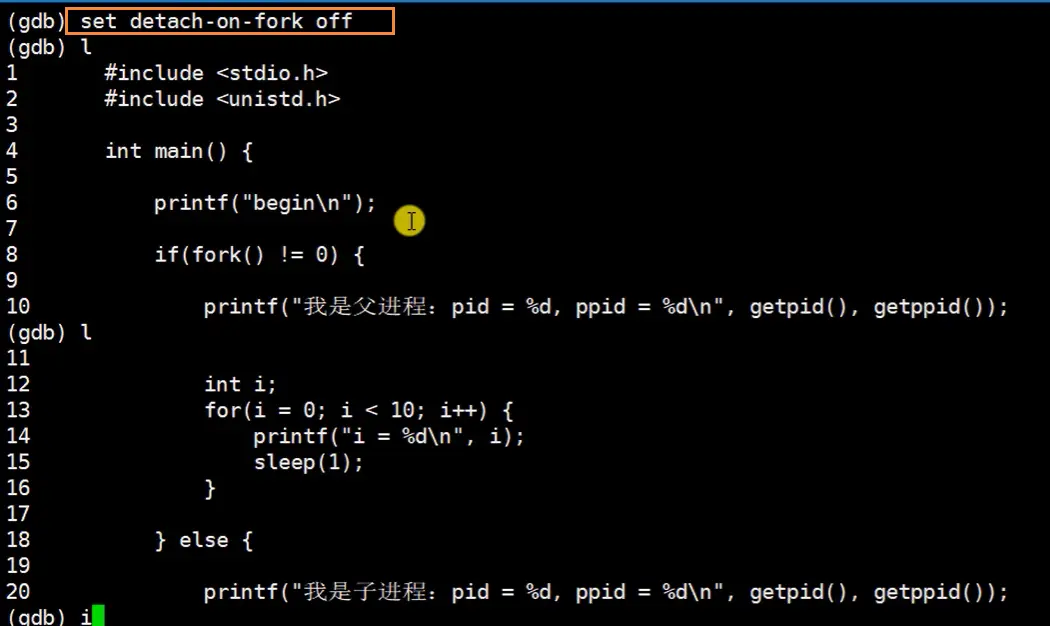 (gdb) set detach-on-fork off
(gdb) l
1       #include <stdio.h>
2       #include <unistd.h>
3
4       int main() {
5
6           printf("begin\n");
7
8           if(fork() != 0) {
9
10              printf("我是父进程：pid = %d, ppid = %d\n", getpid(), getppid());
(gdb) l
11
12              int i;
13              for(i = 0; i < 10; i++) {
14                  printf("i = %d\n", i);
15                  sleep(1);
16              }
17
18          } else {
19
20              printf("我是子进程：pid = %d, ppid = %d\n", getpid(), getppid());
(gdb) i